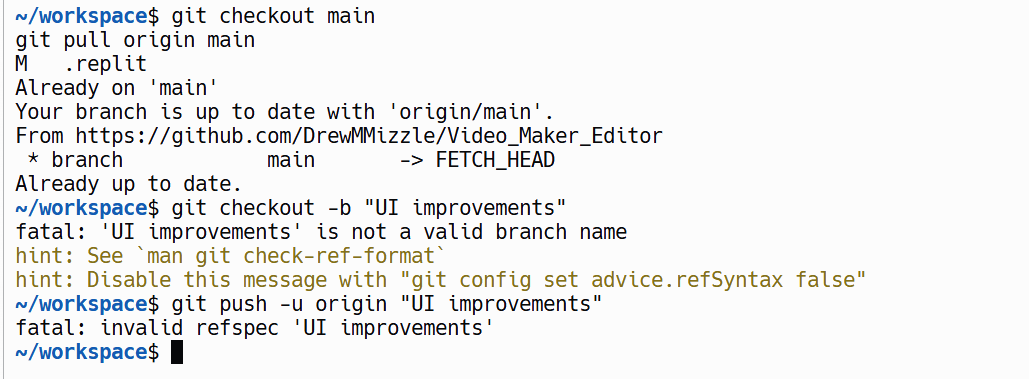 ~/workspace$ git checkout main
git pull origin main
M	.replit
Already on 'main'
Your branch is up to date with 'origin/main'.
From https://github.com/DrewMMizzle/Video_Maker_Editor
 * branch            main       -> FETCH_HEAD
Already up to date.
~/workspace$ git checkout -b "UI improvements"
fatal: 'UI improvements' is not a valid branch name
hint: See `man git check-ref-format`
hint: Disable this message with "git config set advice.refSyntax false"
~/workspace$ git push -u origin "UI improvements"
fatal: invalid refspec 'UI improvements'
~/workspace$